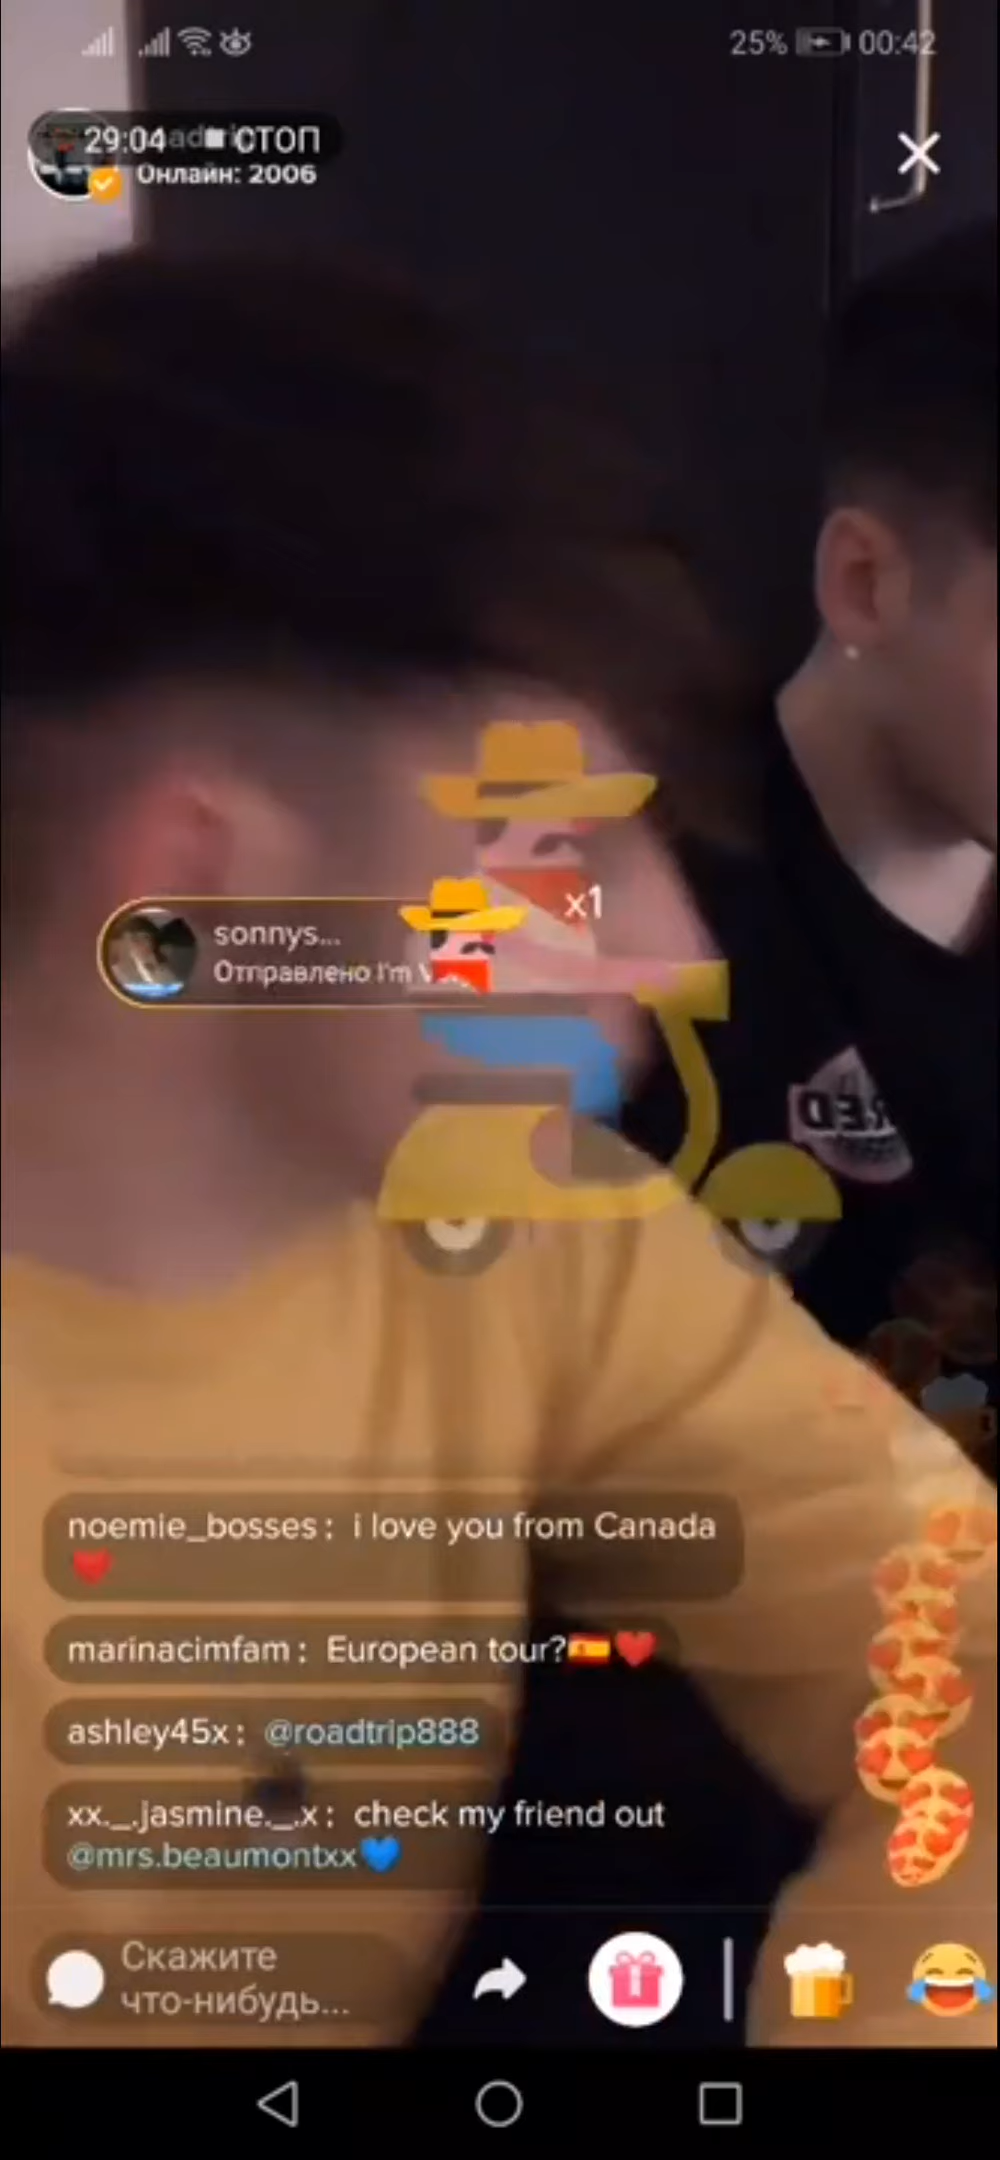 25% 00:42
29:04 СТОП
Онлайн: 2006
x1
sonnys...
Отправлено I'm V
noemie_bosses: i love you from Canada
❤️
marinacimfam: European tour?🇪🇸❤️
ashley45x: @roadtrip888
xx._.jasmine._.x: check my friend out
@mrs.beaumontxx💙
Скажите
что-нибудь...